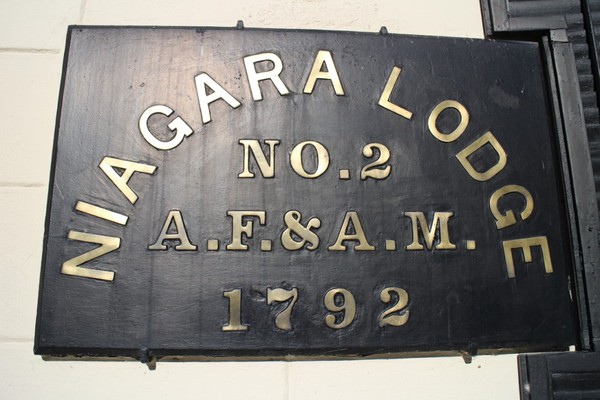 NIAGARA LODGE
NO. 2
A.F. & A.M.
1792